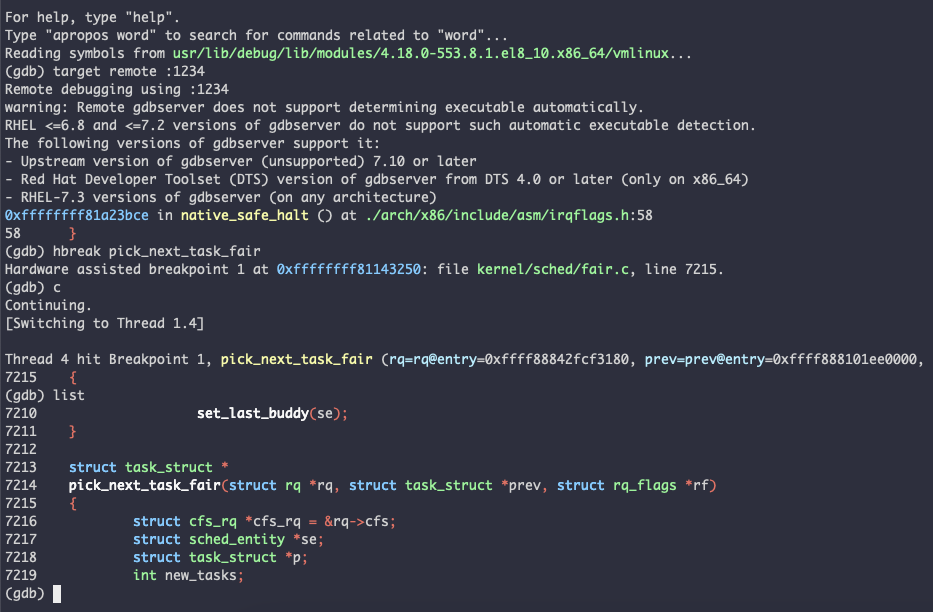 For help, type "help".
Type "apropos word" to search for commands related to "word"...
Reading symbols from usr/lib/debug/lib/modules/4.18.0-553.8.1.el8_10.x86_64/vmlinux...
(gdb) target remote :1234
Remote debugging using :1234
warning: Remote gdbserver does not support determining executable automatically.
RHEL <=6.8 and <=7.2 versions of gdbserver do not support such automatic executable detection.
The following versions of gdbserver support it:
- Upstream version of gdbserver (unsupported) 7.10 or later
- Red Hat Developer Toolset (DTS) version of gdbserver from DTS 4.0 or later (only on x86_64)
- RHEL-7.3 versions of gdbserver (on any architecture)
0xffffffff81a23bce in native_safe_halt () at ./arch/x86/include/asm/irqflags.h:58
58      }
(gdb) hbreak pick_next_task_fair
Hardware assisted breakpoint 1 at 0xffffffff81143250: file kernel/sched/fair.c, line 7215.
(gdb) c
Continuing.
[Switching to Thread 1.4]

Thread 4 hit Breakpoint 1, pick_next_task_fair (rq=rq@entry=0xffff88842fcf3180, prev=prev@entry=0xffff888101ee0000,
7215    {
(gdb) list
7210                    set_last_buddy(se);
7211    }
7212
7213    struct task_struct *
7214    pick_next_task_fair(struct rq *rq, struct task_struct *prev, struct rq_flags *rf)
7215    {
7216            struct cfs_rq *cfs_rq = &rq->cfs;
7217            struct sched_entity *se;
7218            struct task_struct *p;
7219            int new_tasks;
(gdb)